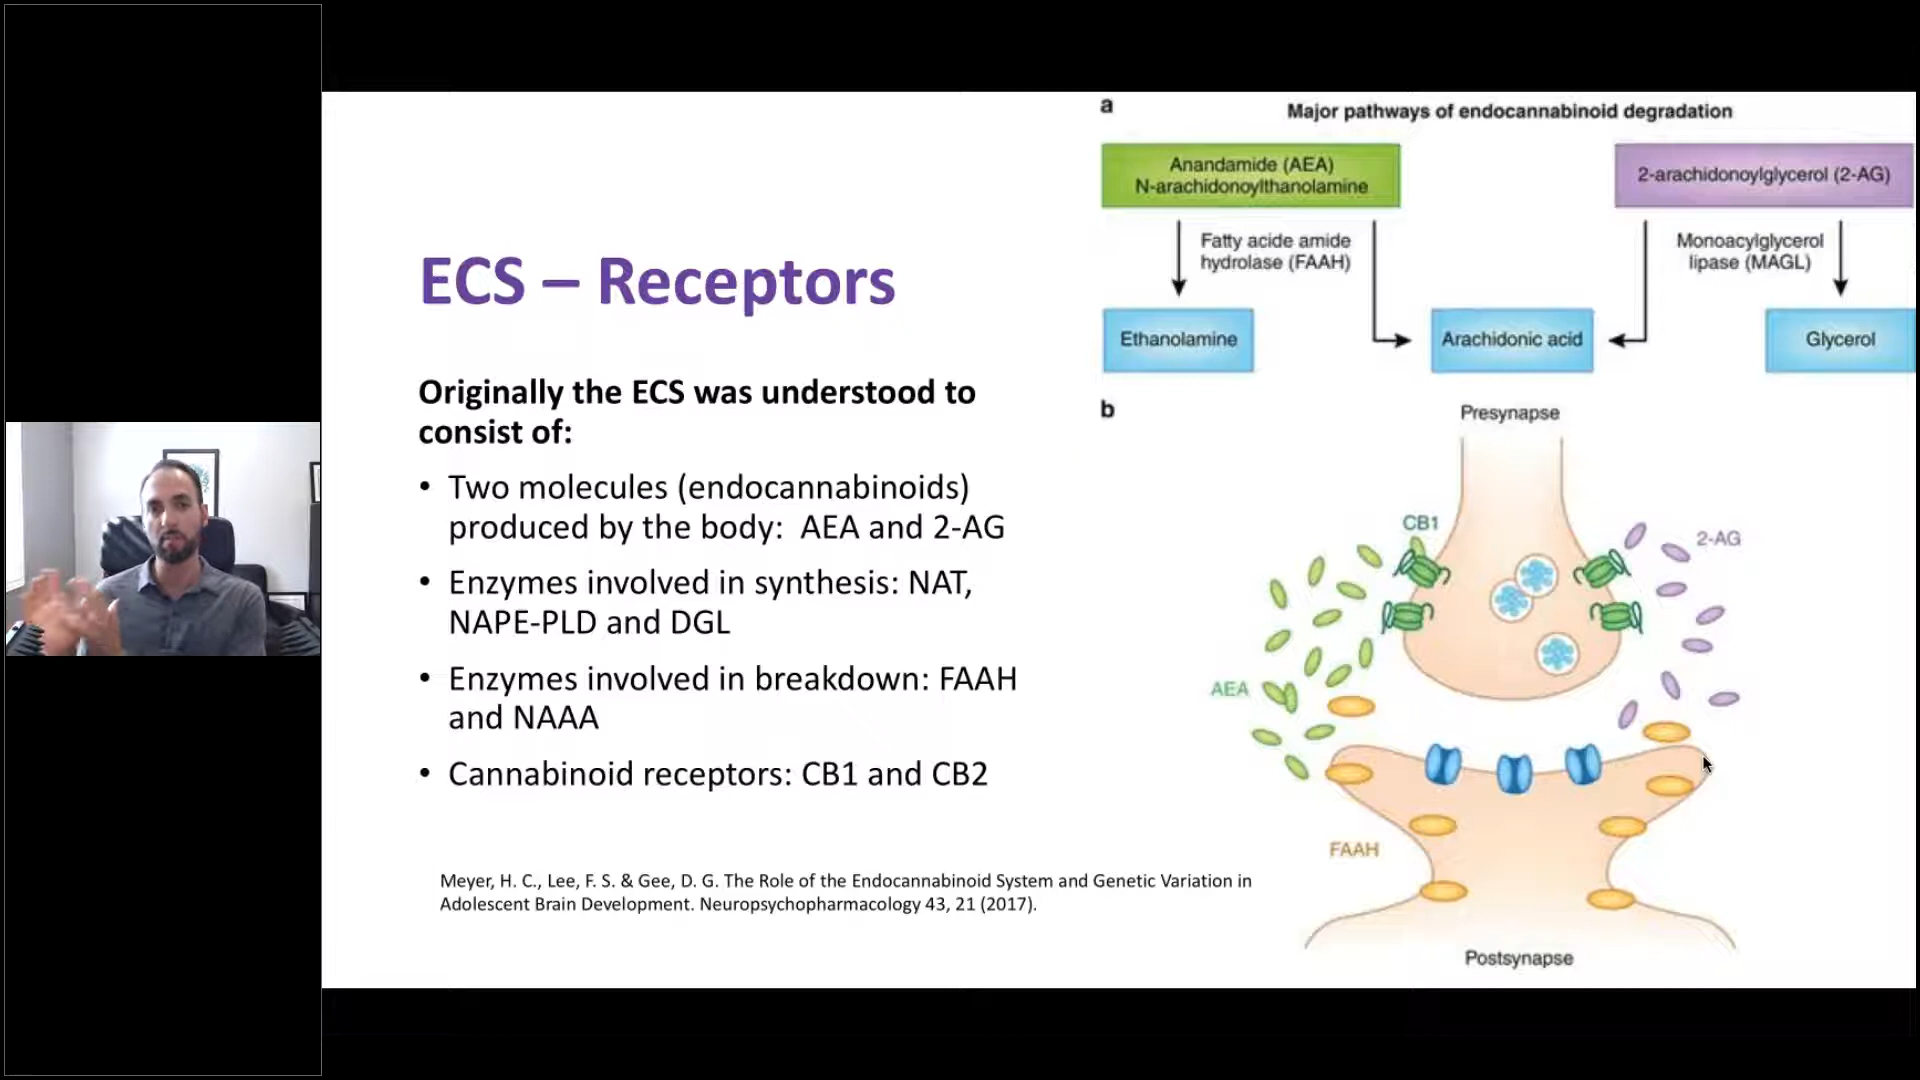 ECS – Receptors
Originally the ECS was understood to
consist of:
• Two molecules (endocannabinoids)
produced by the body: AEA and 2-AG
• Enzymes involved in synthesis: NAT,
NAPE-PLD and DGL
• Enzymes involved in breakdown: FAAH
and NAAA
• Cannabinoid receptors: CB1 and CB2
Meyer, H. C., Lee, F. S. & Gee, D. G. The Role of the Endocannabinoid System and Genetic Variation in
Adolescent Brain Development. Neuropsychopharmacology 43, 21 (2017).
a
Major pathways of endocannabinoid degradation
Anandamide (AEA)
N-arachidonoylthanolamine
2-arachidonoylglycerol (2-AG)
Fatty acide amide
hydrolase (FAAH)
Monoacylglycerol
lipase (MAGL)
Ethanolamine
Arachidonic acid
Glycerol
b
Presynapse
CB1
2-AG
AEA
FAAH
Postsynapse